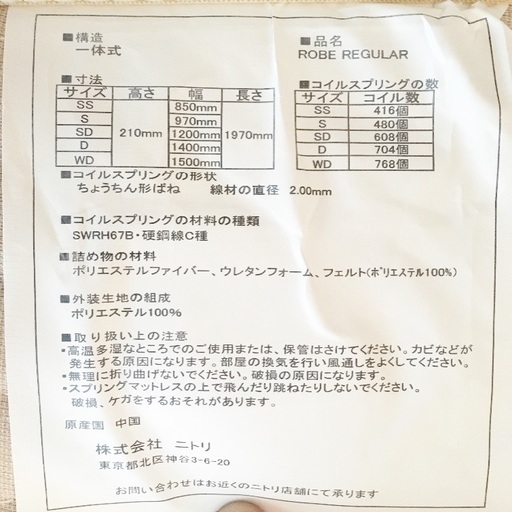 ■構造
一体式
■品名
ROBE REGULAR
■寸法
サイズ 高さ 幅 長さ
SS 210mm 850mm 1970mm
S 970mm
SD 1200mm
D 1400mm
WD 1500mm
■コイルスプリングの数
サイズ コイル数
SS 416個
S 480個
SD 608個
D 704個
WD 768個
■コイルスプリングの形状
ちょうちん形ばね 線材の直径 2.00mm
■コイルスプリングの材料の種類
SWRH67B・硬鋼線C種
■詰め物の材料
ポリエステルファイバー、ウレタンフォーム、フェルト(ポリエステル100%)
■外装生地の組成
ポリエステル100%
■取り扱い上の注意
・高温多湿なところでのご使用または、保管はさけてください。カビなどが
発生する原因になります。部屋の換気を行い風通しをよくしてください。
・無理に折り曲げないでください。破損の原因になります。
・スプリングマットレスの上で飛んだり跳ねたりしないでください。
破損、ケガをするおそれがあります。
原産国 中国
株式会社 ニトリ
東京都北区神谷3-6-20
お問い合わせはお近くのニトリ店舗にて承ります